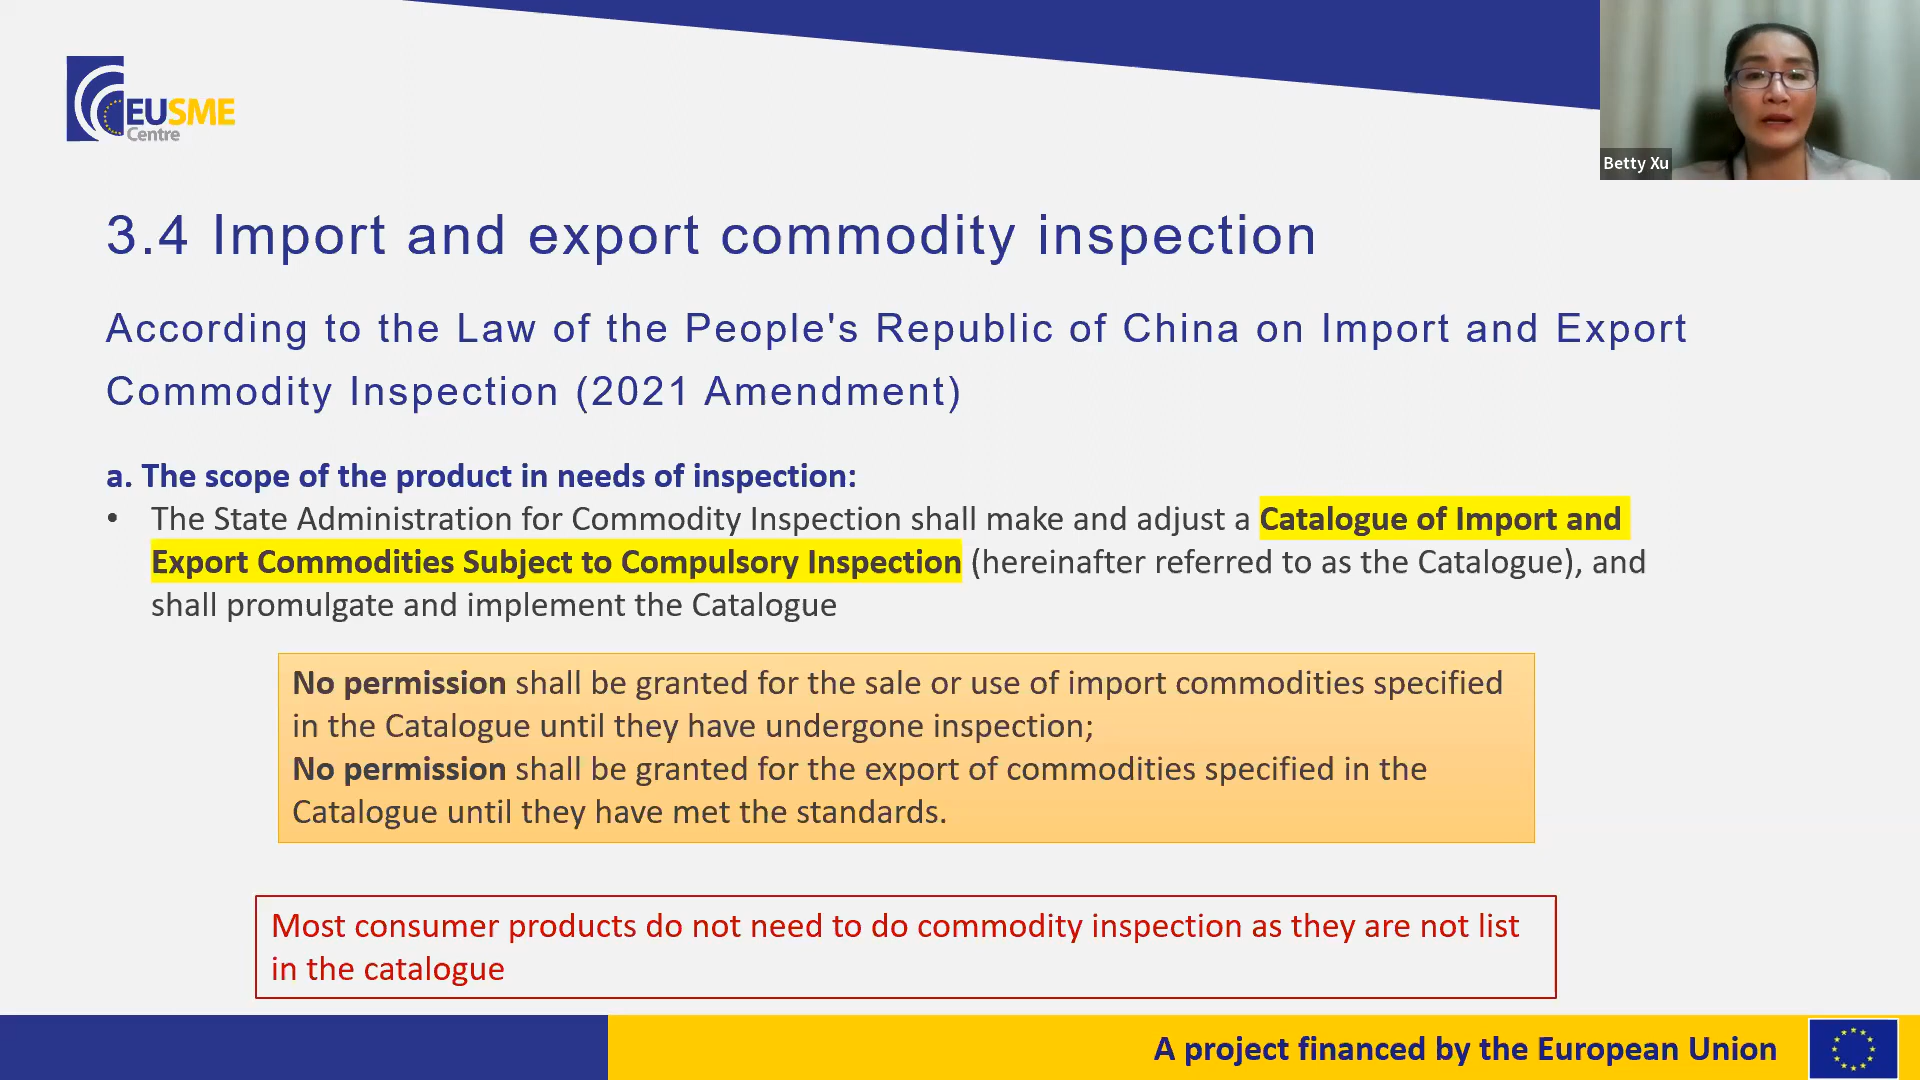 EUSME
Centre
Betty Xu
3.4 Import and export commodity inspection
According to the Law of the People's Republic of China on Import and Export
Commodity Inspection (2021 Amendment)
a. The scope of the product in needs of inspection:
• The State Administration for Commodity Inspection shall make and adjust a Catalogue of Import and
Export Commodities Subject to Compulsory Inspection (hereinafter referred to as the Catalogue), and
shall promulgate and implement the Catalogue
No permission shall be granted for the sale or use of import commodities specified
in the Catalogue until they have undergone inspection;
No permission shall be granted for the export of commodities specified in the
Catalogue until they have met the standards.
Most consumer products do not need to do commodity inspection as they are not list
in the catalogue
A project financed by the European Union